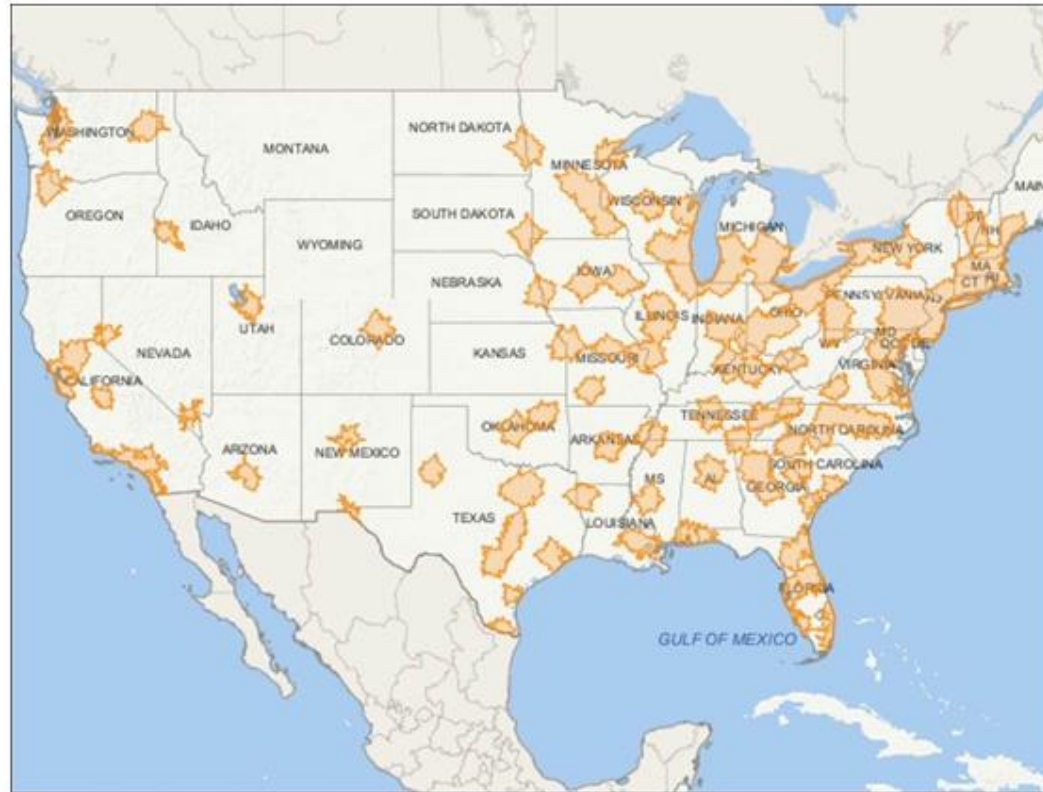 WASHINGTON
MONTANA
NORTH DAKOTA
MINNESOTA
MAIN
OREGON
IDAHO
SOUTH DAKOTA
WISCONSIN
MICHIGAN
NH
NEW YORK
WYOMING
MA
CT
RI
NEBRASKA
IOWA
PENNSYLVANIA
NJ
NEVADA
UTAH
COLORADO
ILLINOIS
INDIANA
OHIO
MD
DE
KANSAS
MISSOURI
WV
VIRGINIA
KENTUCKY
CALIFORNIA
ARIZONA
NEW MEXICO
OKLAHOMA
ARKANSAS
TENNESSEE
NORTH CAROLINA
SOUTH CAROLINA
MS
AL
GEORGIA
TEXAS
LOUISIANA
FLORIDA
GULF OF MEXICO